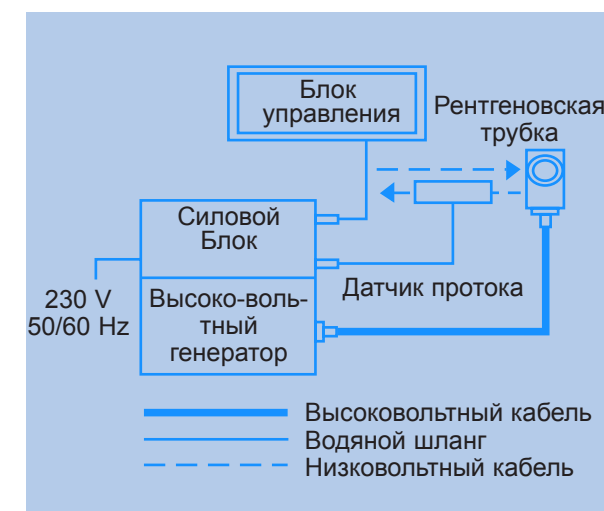 Блок
управления
Рентгеновская
трубка
Силовой
Блок
Датчик протока
230 V
50/60 Hz
Высоко-воль-
тный
генератор
Высоковольтный кабель
Водяной шланг
Низковольтный кабель